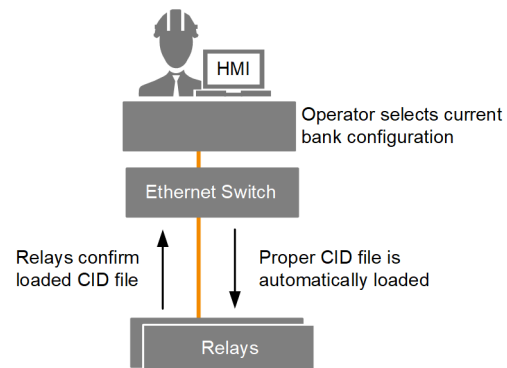 HMI
Operator selects current
bank configuration
Ethernet Switch
Relays confirm
loaded CID file
Proper CID file is
automatically loaded
Relays